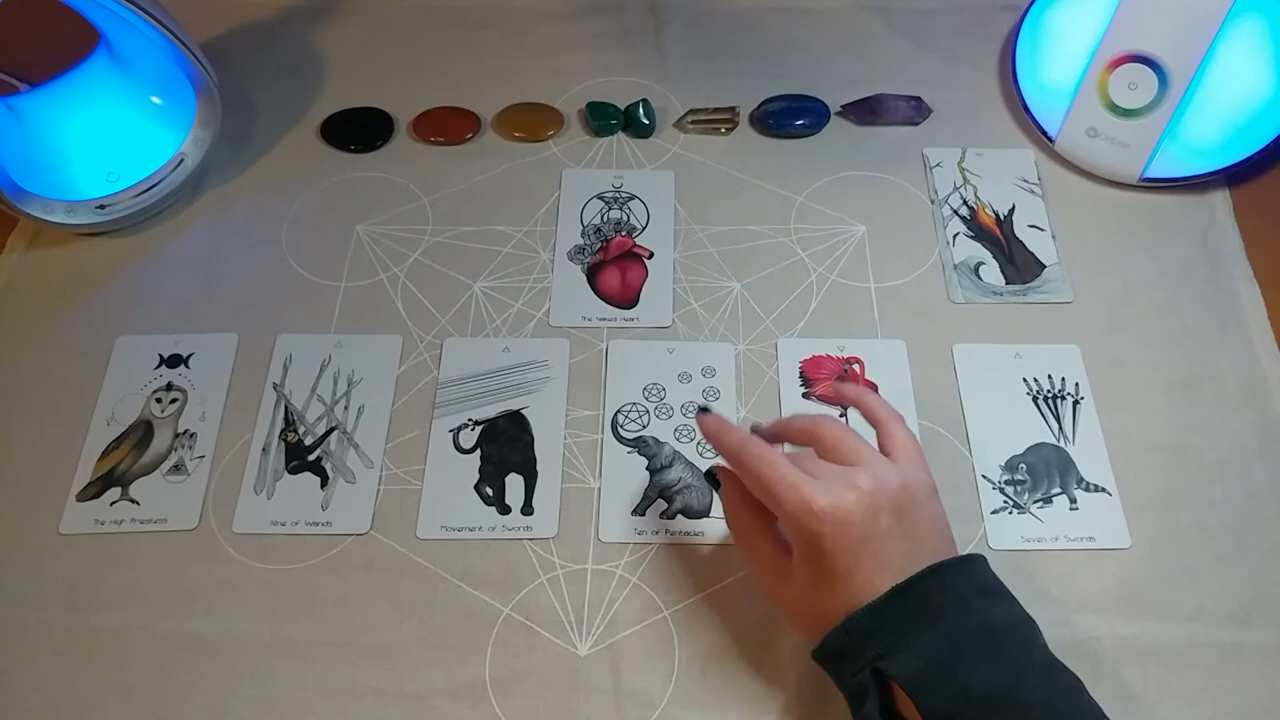 The Naked Heart
The High Priestess
Nine of Wands
Movement of Swords
Ten of Pentacles
Seven of Swords